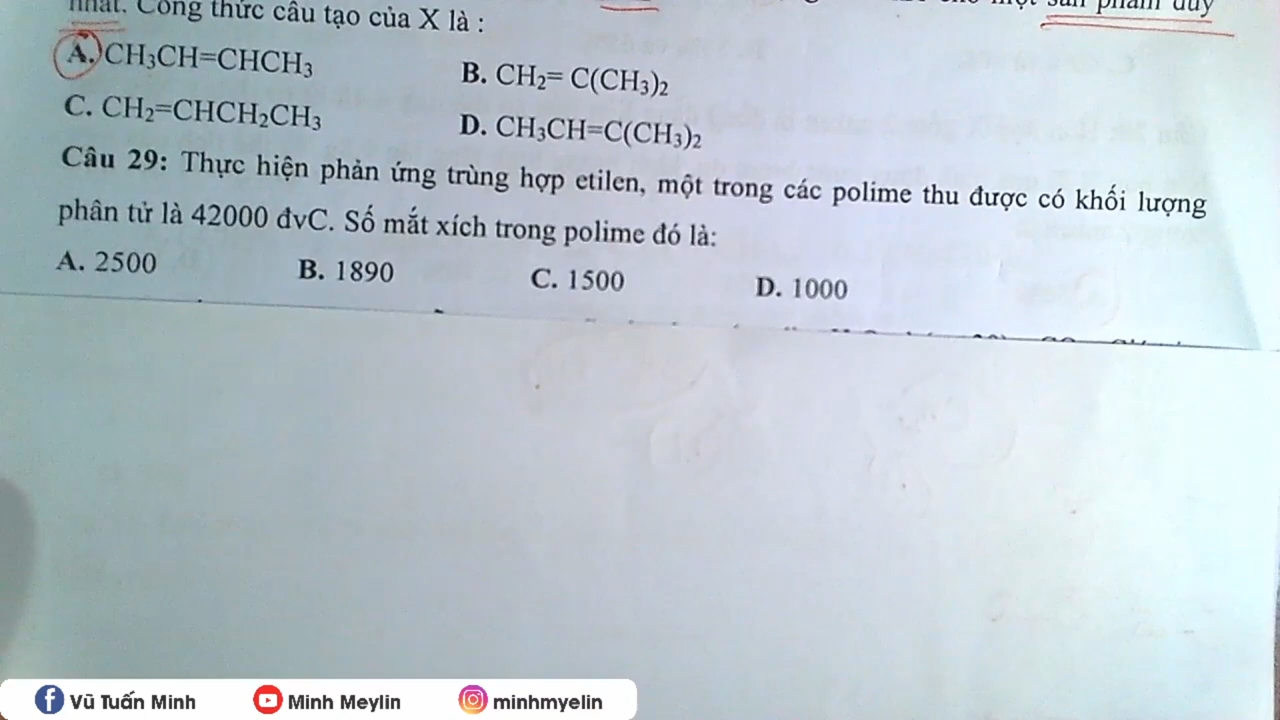 nhất. Công thức cấu tạo của X là :
sản phẩm duy
A. CH₃CH=CHCH₃
B. CH₂= C(CH₃)₂
C. CH₂=CHCH₂CH₃
D. CH₃CH=C(CH₃)₂
Câu 29: Thực hiện phản ứng trùng hợp etilen, một trong các polime thu được có khối lượng
phân tử là 42000 đvC. Số mắt xích trong polime đó là:
A. 2500
B. 1890
C. 1500
D. 1000
Vũ Tuấn Minh
Minh Meylin
minhmyelin